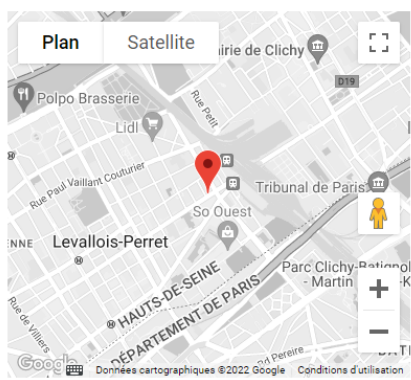 Plan Satellite
irie de Clichy
D19
Polpo Brasserie
Rue Petit
Lidl
Rue Paul Vaillant Couturier
Tribunal de Paris
So Ouest
ENNE
Levallois-Perret
Parc Clichy-Batignol
- Martin
HAUTS-DE-SEINE
DÉPARTEMENT DE PARIS
Rue de Villiers
Bd Pereire
BAT
Google
Données cartographiques ©2022 Google Conditions d'utilisation